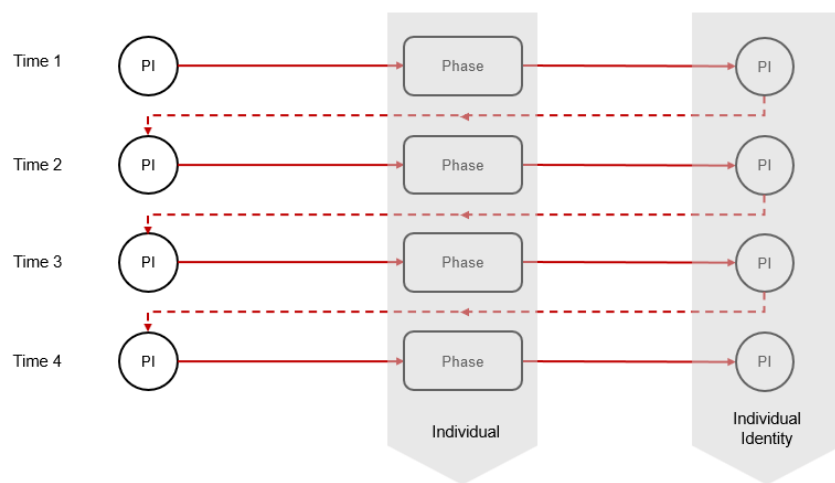 Time 1
PI
Phase
PI
Time 2
PI
Phase
PI
Time 3
PI
Phase
PI
Time 4
PI
Phase
PI
Individual
Individual
Identity